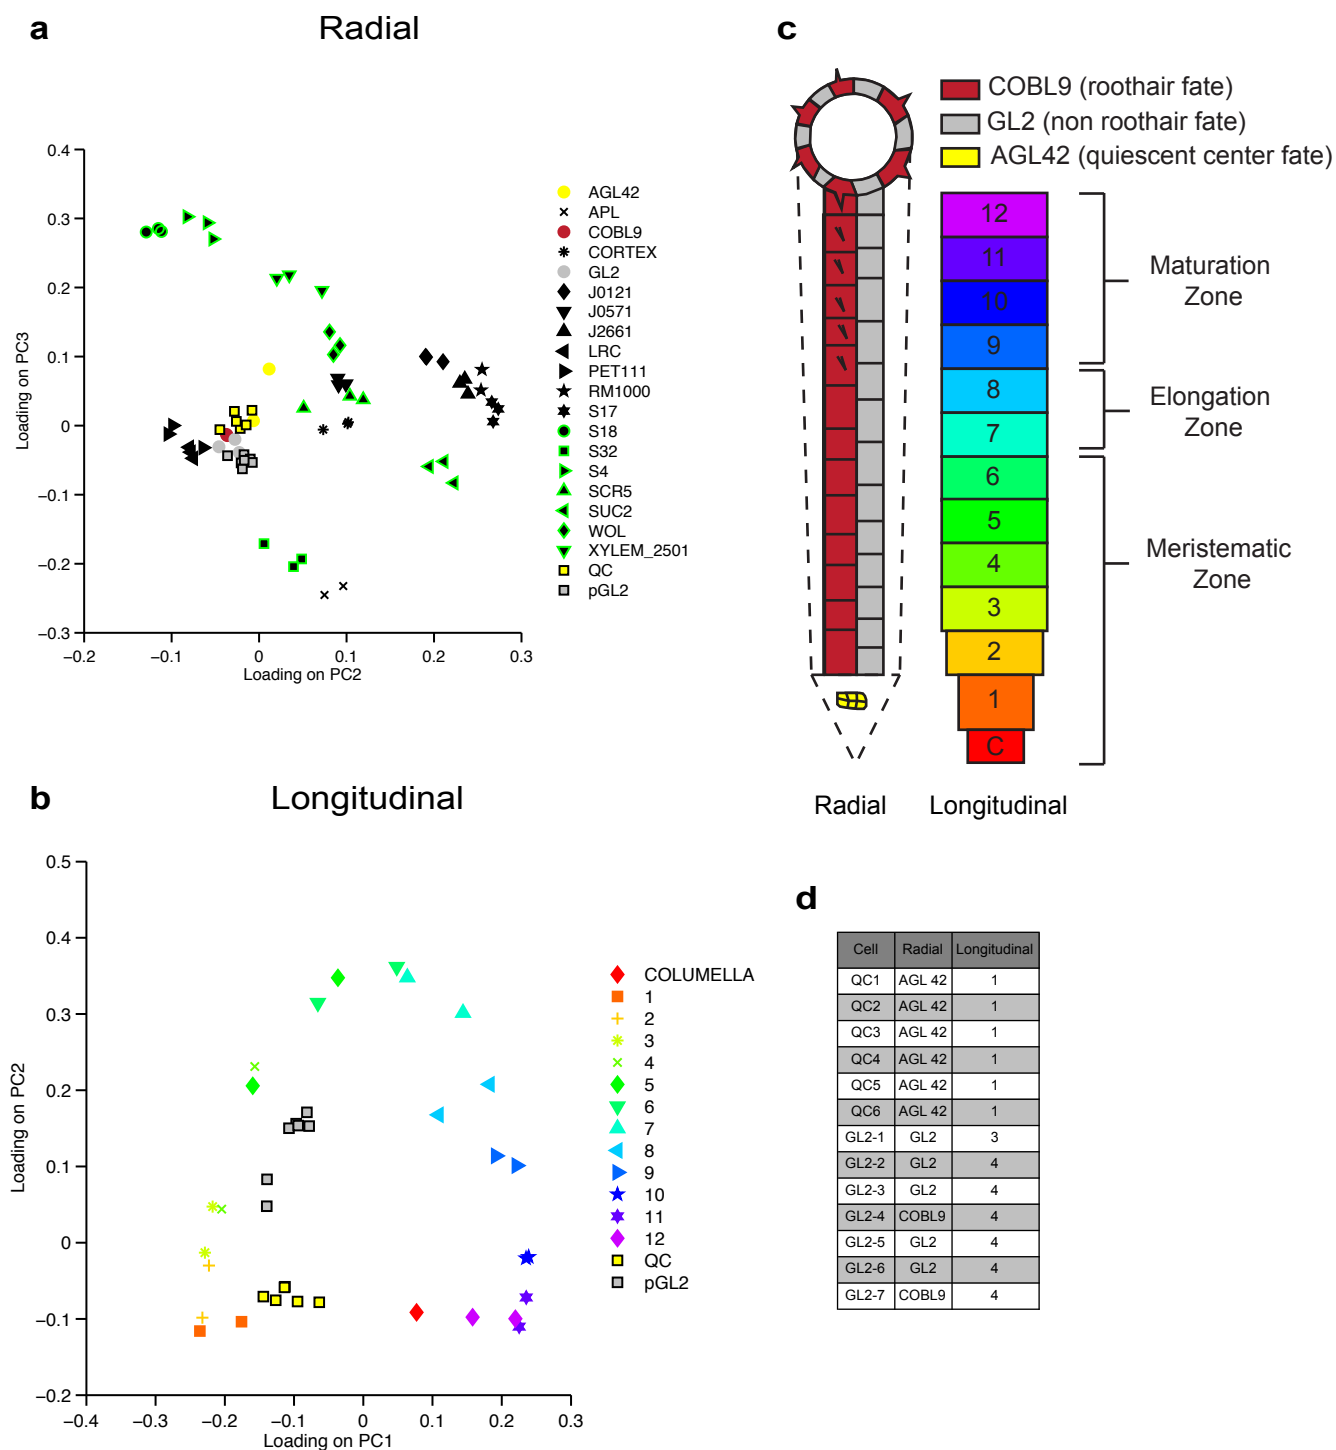 a
Radial
0.4
0.3
0.2
0.1
0
−0.1
−0.2
−0.3
Loading on PC3
−0.2
−0.1
0
0.1
0.2
0.3
Loading on PC2
AGL42
APL
COBL9
CORTEX
GL2
J0121
J0571
J2661
LRC
PET111
RM1000
S17
S18
S32
S4
SCR5
SUC2
WOL
XYLEM_2501
QC
pGL2
b
Longitudinal
0.5
0.4
0.3
0.2
0.1
0
−0.1
−0.2
Loading on PC2
−0.4
−0.3
−0.2
−0.1
0
0.1
0.2
0.3
Loading on PC1
COLUMELLA
1
2
3
4
5
6
7
8
9
10
11
12
QC
pGL2
c
COBL9 (roothair fate)
GL2 (non roothair fate)
AGL42 (quiescent center fate)
12
11
10
9
8
7
6
5
4
3
2
1
C
Maturation
Zone
Elongation
Zone
Meristematic
Zone
Radial
Longitudinal
d
Cell Radial Longitudinal
QC1 AGL 42 1
QC2 AGL 42 1
QC3 AGL 42 1
QC4 AGL 42 1
QC5 AGL 42 1
QC6 AGL 42 1
GL2-1 GL2 3
GL2-2 GL2 4
GL2-3 GL2 4
GL2-4 COBL9 4
GL2-5 GL2 4
GL2-6 GL2 4
GL2-7 COBL9 4